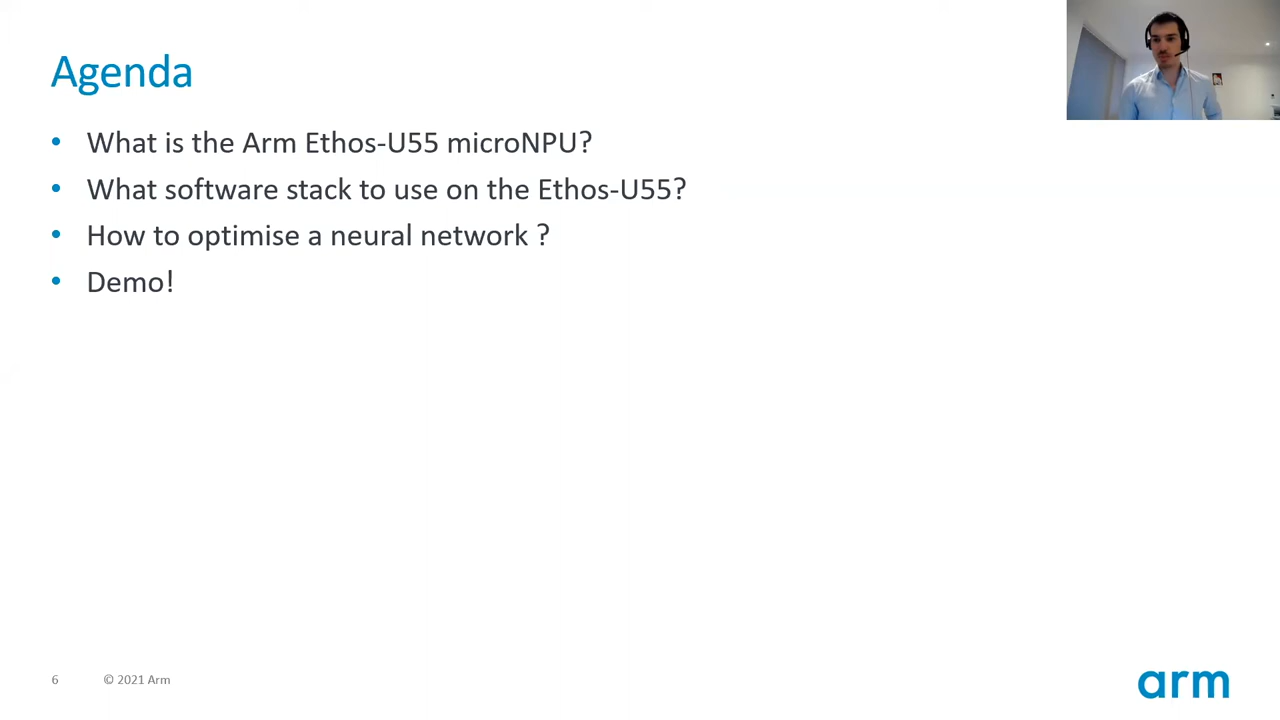 Agenda
• What is the Arm Ethos-U55 microNPU?
• What software stack to use on the Ethos-U55?
• How to optimise a neural network ?
• Demo!
6 © 2021 Arm
arm